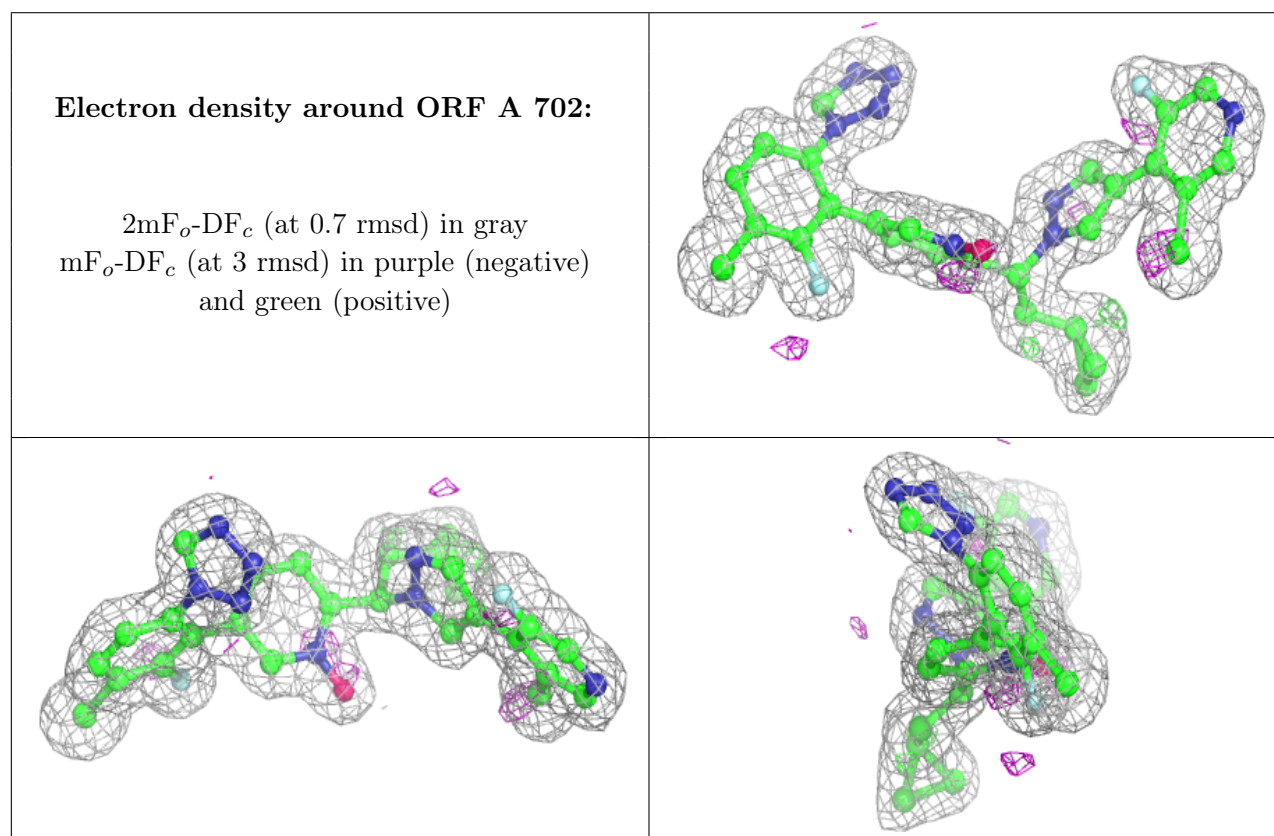 Electron density around ORF A 702:
2mFo-DFc (at 0.7 rmsd) in gray
mFo-DFc (at 3 rmsd) in purple (negative)
and green (positive)